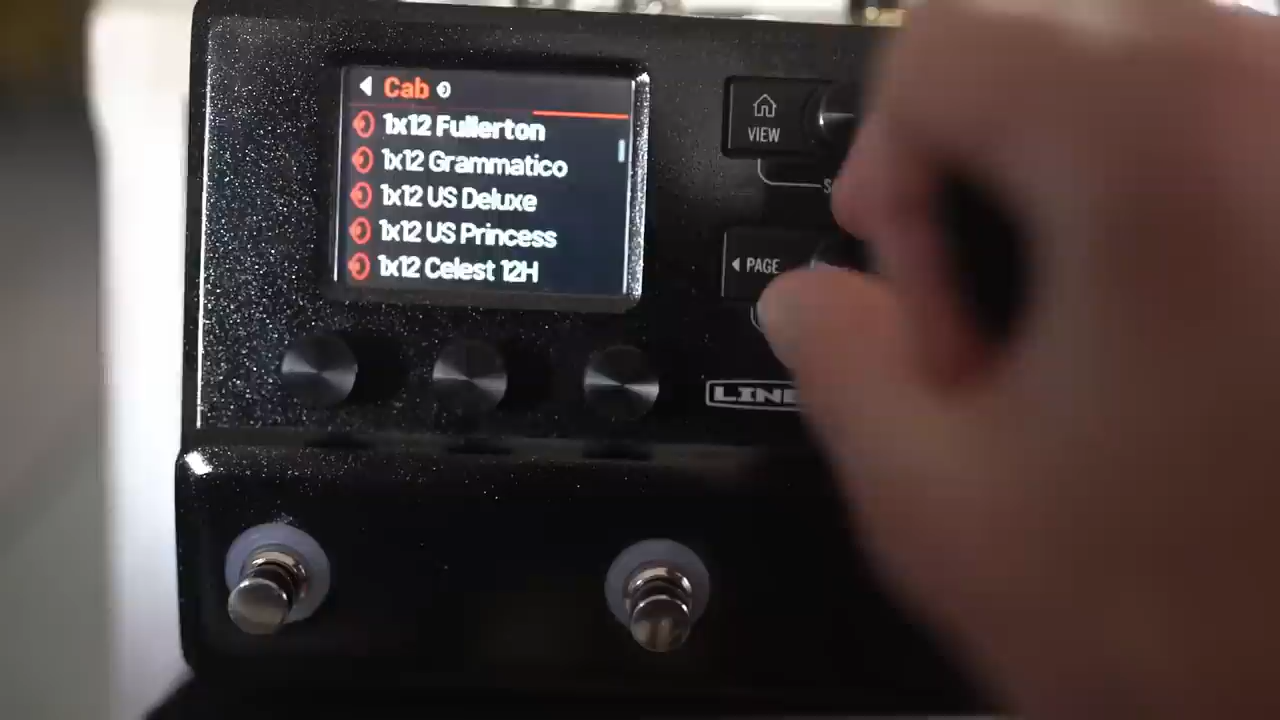 Cab
1x12 Fullerton
1x12 Grammatico
1x12 US Deluxe
1x12 US Princess
1x12 Celest 12H
VIEW
PAGE